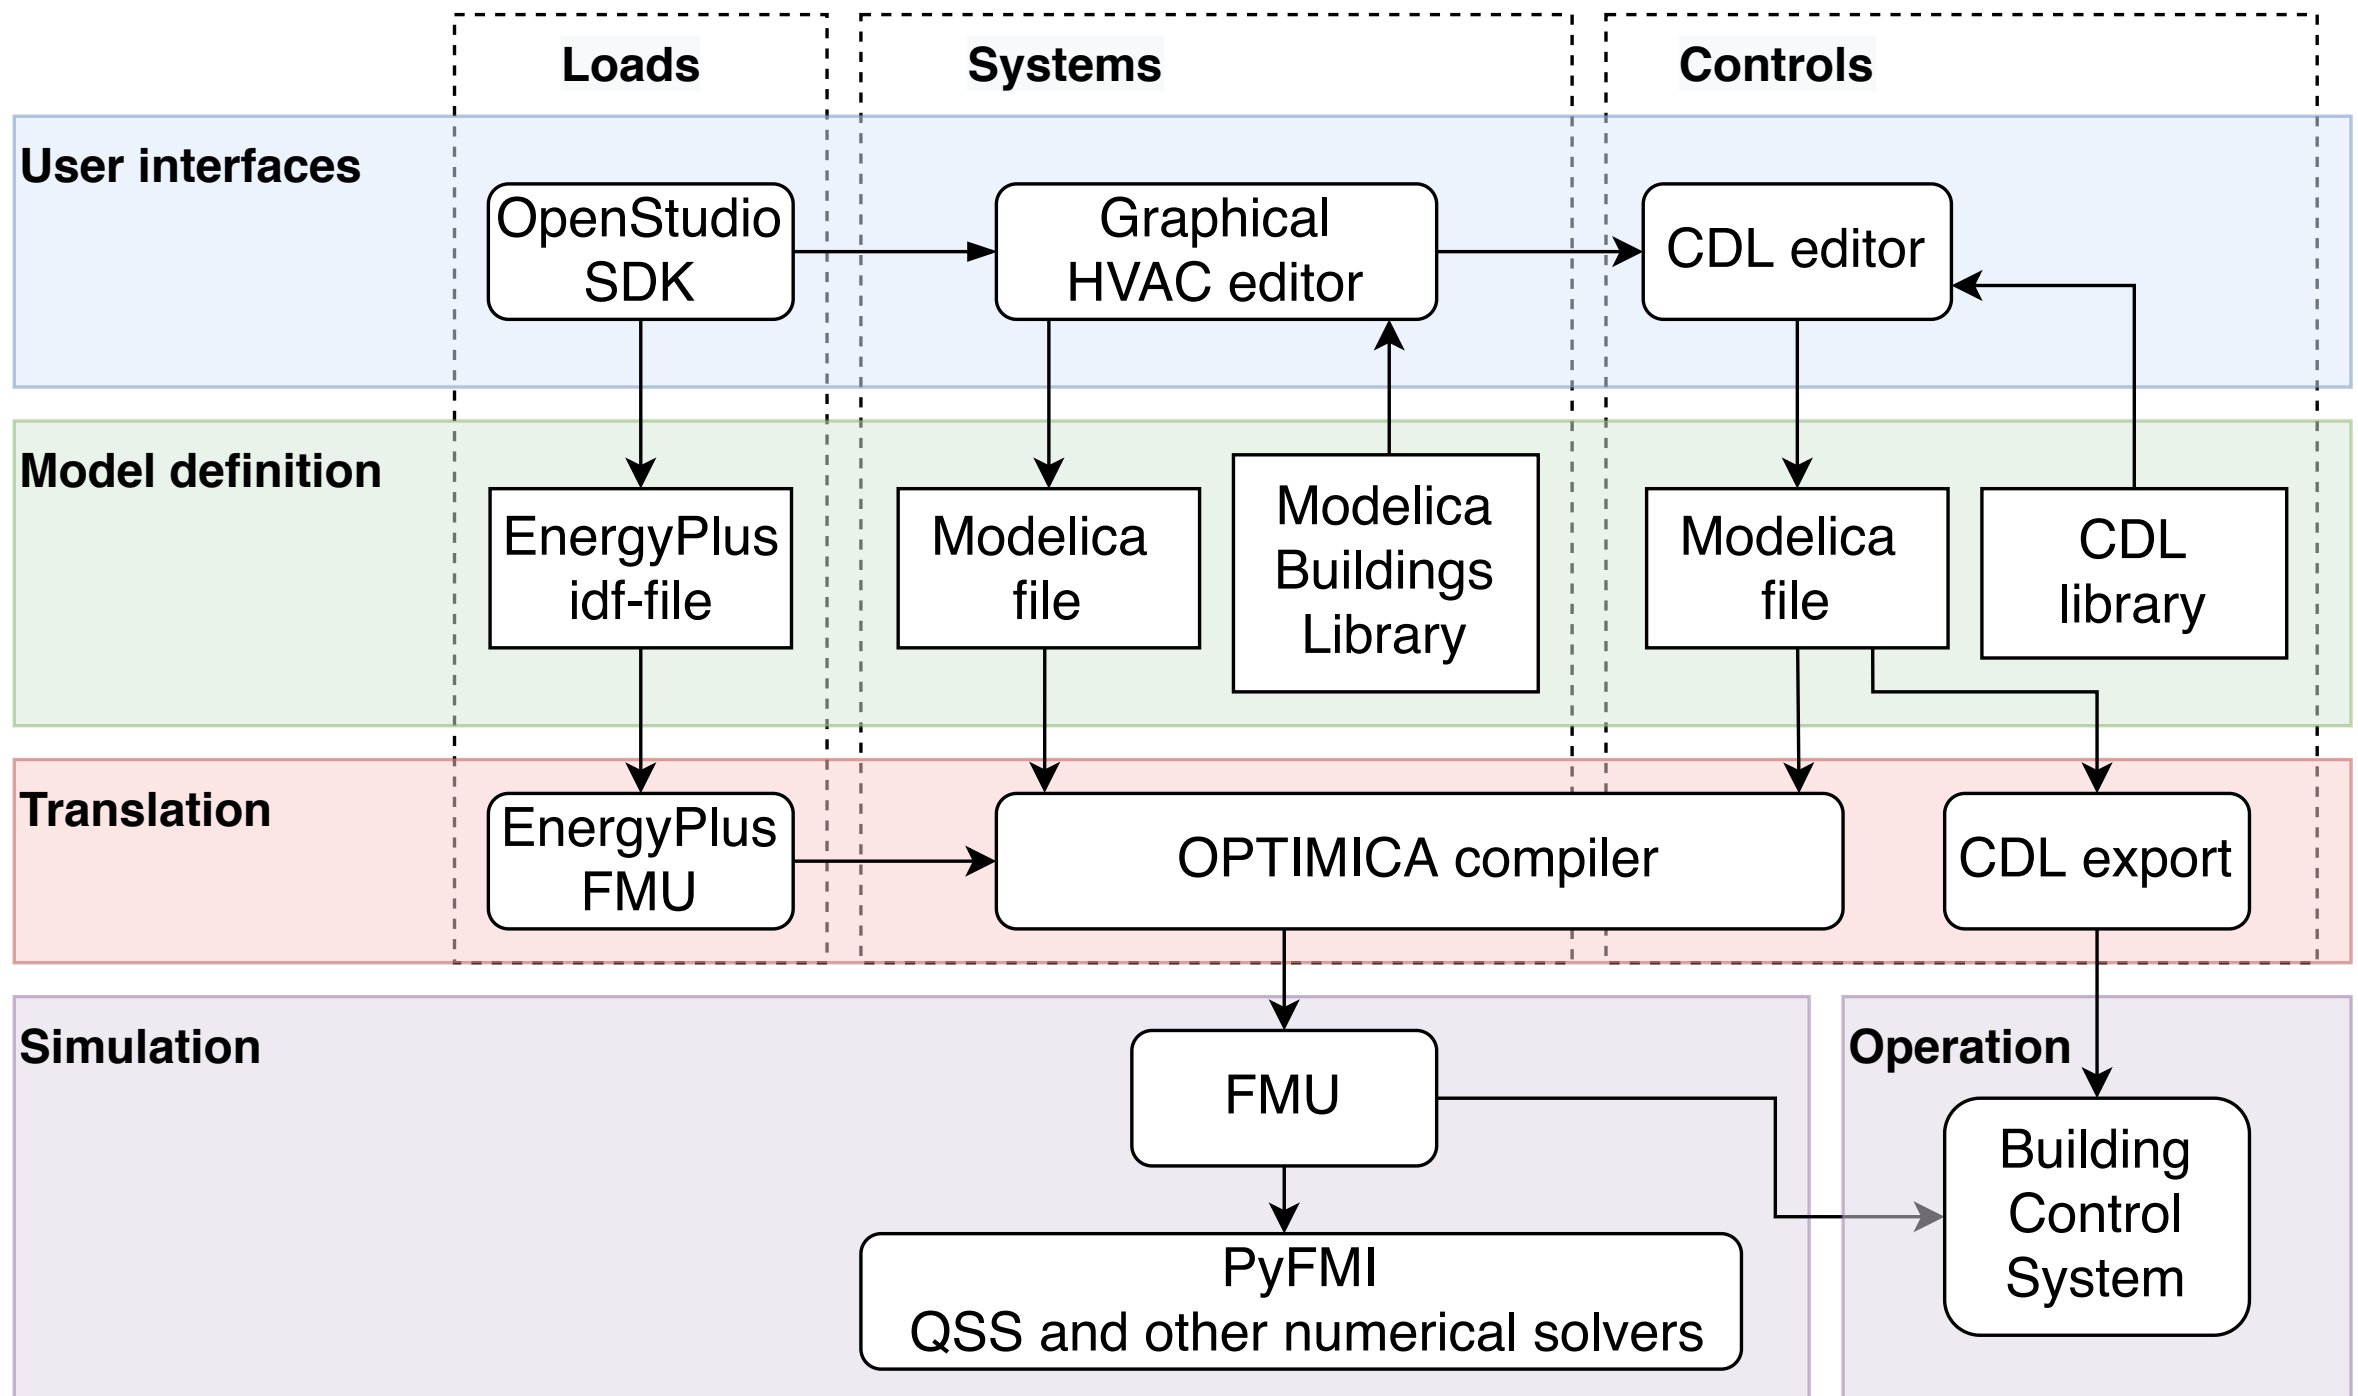 Loads
Systems
Controls
User interfaces
OpenStudio
SDK
Graphical
HVAC editor
CDL editor
Model definition
EnergyPlus
idf-file
Modelica
file
Modelica
Buildings
Library
Modelica
file
CDL
library
Translation
EnergyPlus
FMU
OPTIMICA compiler
CDL export
Simulation
FMU
PyFMI
QSS and other numerical solvers
Operation
Building
Control
System